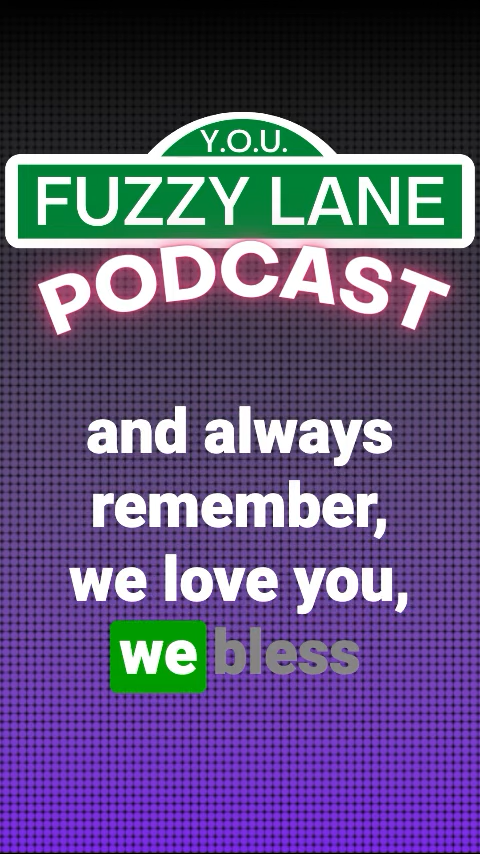 Y.O.U.
FUZZY LANE
PODCAST
and always
remember,
we love you,
we bless